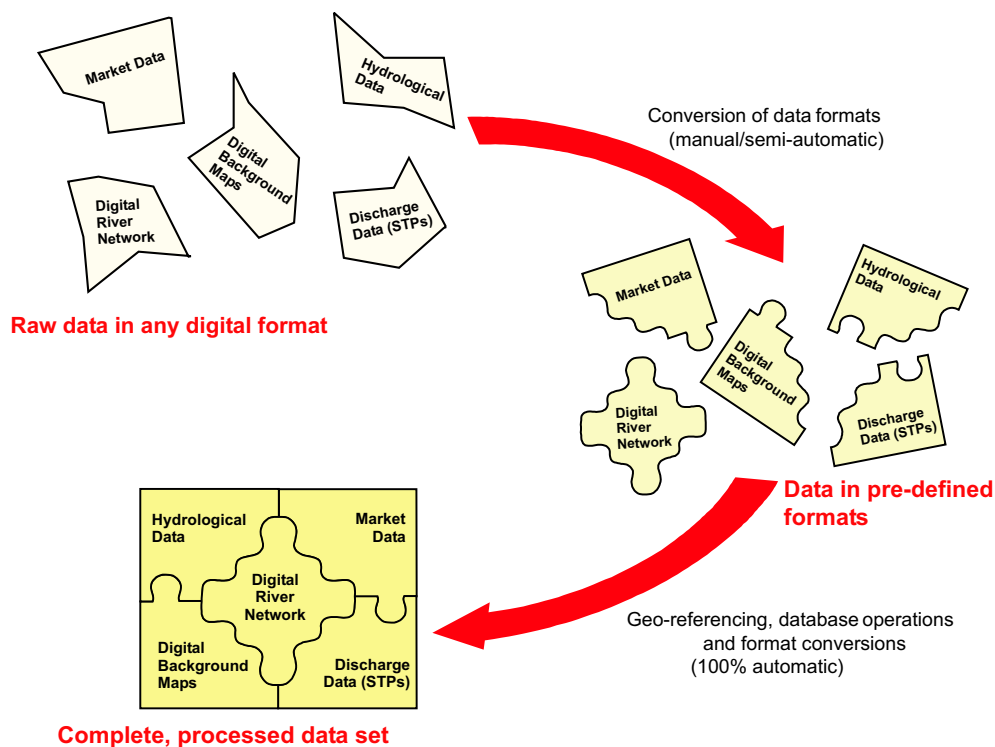 Market Data
Hydrological
Data
Digital
Background
Maps
Digital
River
Network
Discharge
Data (STPs)
Raw data in any digital format
Conversion of data formats
(manual/semi-automatic)
Market Data
Hydrological
Data
Digital
Background
Maps
Digital
River
Network
Discharge
Data (STPs)
Data in pre-defined
formats
Geo-referencing, database operations
and format conversions
(100% automatic)
Hydrological
Data
Market
Data
Digital
River
Network
Digital
Background
Maps
Discharge
Data (STPs)
Complete, processed data set